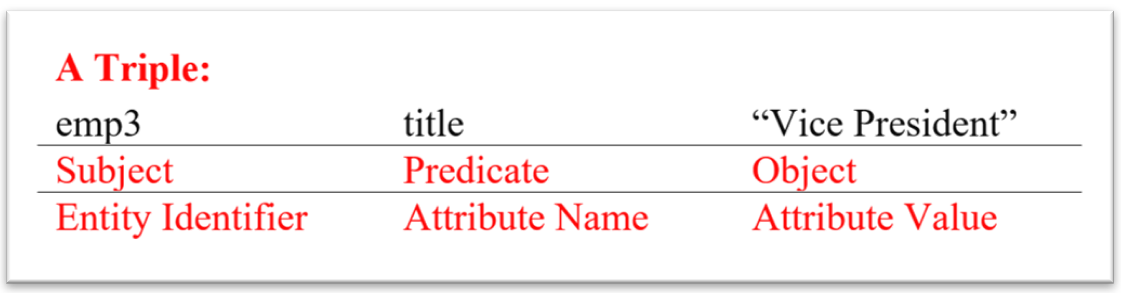 A Triple:
emp3 title “Vice President”
Subject Predicate Object
Entity Identifier Attribute Name Attribute Value